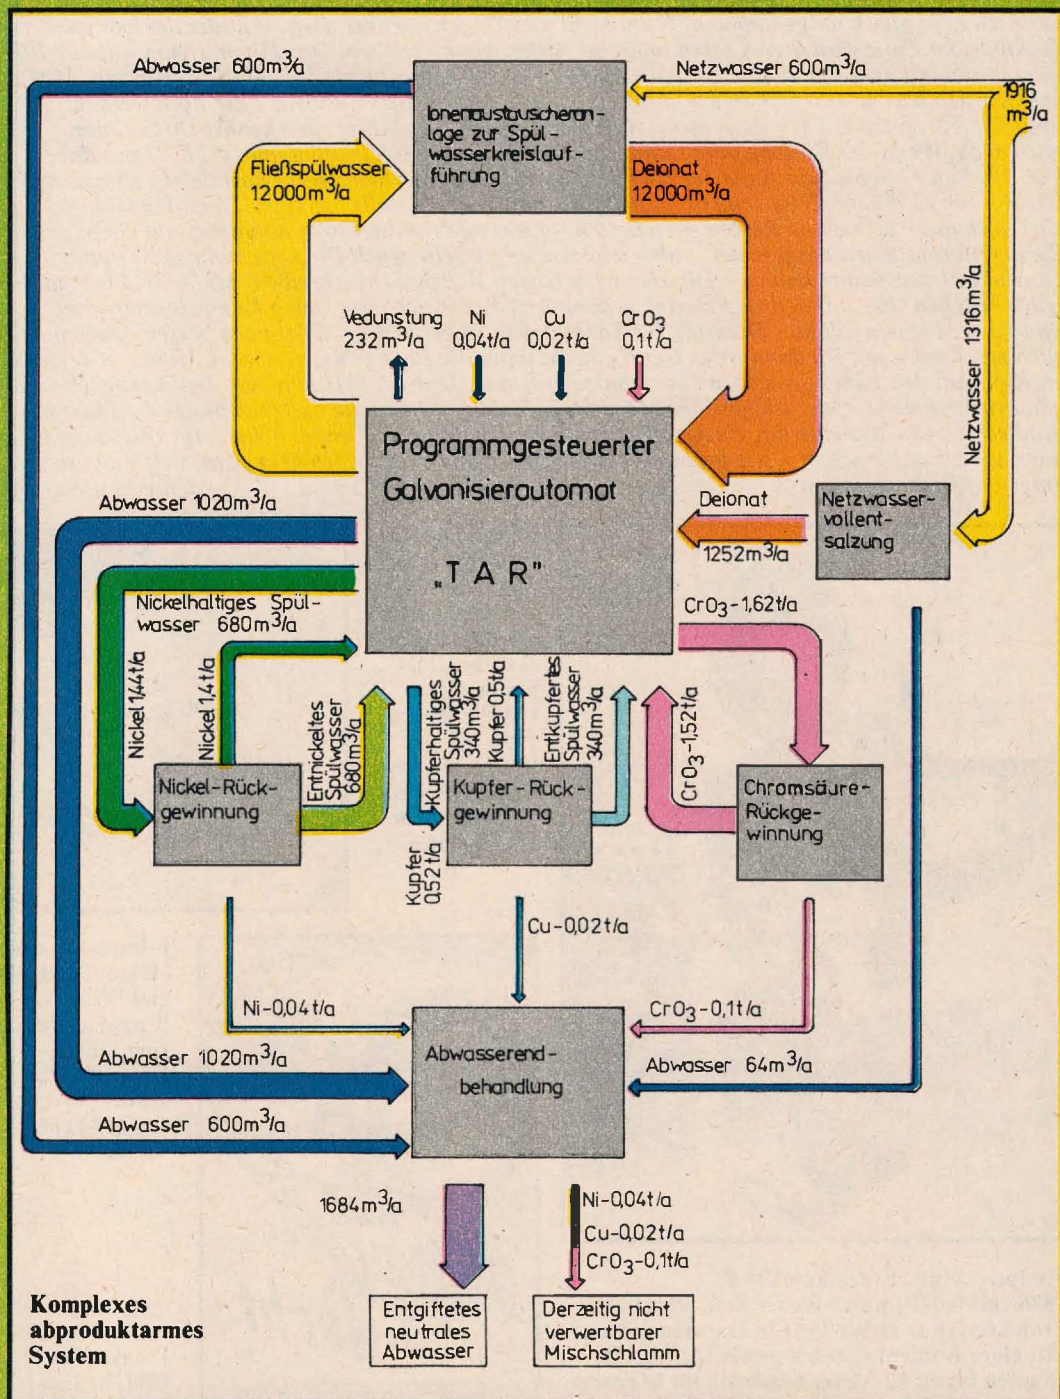 Abwasser 600m³/a
Netzwasser 600m³/a
1916
m³/a
Ionenaustauscheran-
lage zur Spül-
wasserkreislauf-
führung
Fließspülwasser
12000m³/a
Deionat
12000m³/a
Netzwasser 1316m³/a
Vedunstung
232m³/a
Ni
0,04t/a
Cu
0,02t/a
CrO₃
0,1t/a
Programmgesteuerter
Galvanisierautomat
„TAR"
Abwasser 1020m³/a
Deionat
1252m³/a
Netzwasser-
vollent-
salzung
Nickelhaltiges Spül-
wasser 680m³/a
CrO₃-1,62t/a
Nickel 1,44t/a
Nickel 1,4t/a
Entnickeltes
Spülwasser
680m³/a
Kupferhaltiges
Spülwasser
340m³/a
Kupfer 0,5t/a
Entkupfertes
Spülwasser
340m³/a
CrO₃-1,52t/a
Nickel-Rück-
gewinnung
Kupfer-Rück-
gewinnung
Chromsäure-
Rückge-
winnung
Kupfer
0,52t/a
Cu-0,02t/a
Ni-0,04t/a
CrO₃-0,1t/a
Abwasserend-
behandlung
Abwasser 1020m³/a
Abwasser 64m³/a
Abwasser 600m³/a
1684m³/a
Ni-0,04t/a
Cu-0,02t/a
CrO₃-0,1t/a
Komplexes
abproduktarmes
System
Entgiftetes
neutrales
Abwasser
Derzeitig nicht
verwertbarer
Mischschlamm